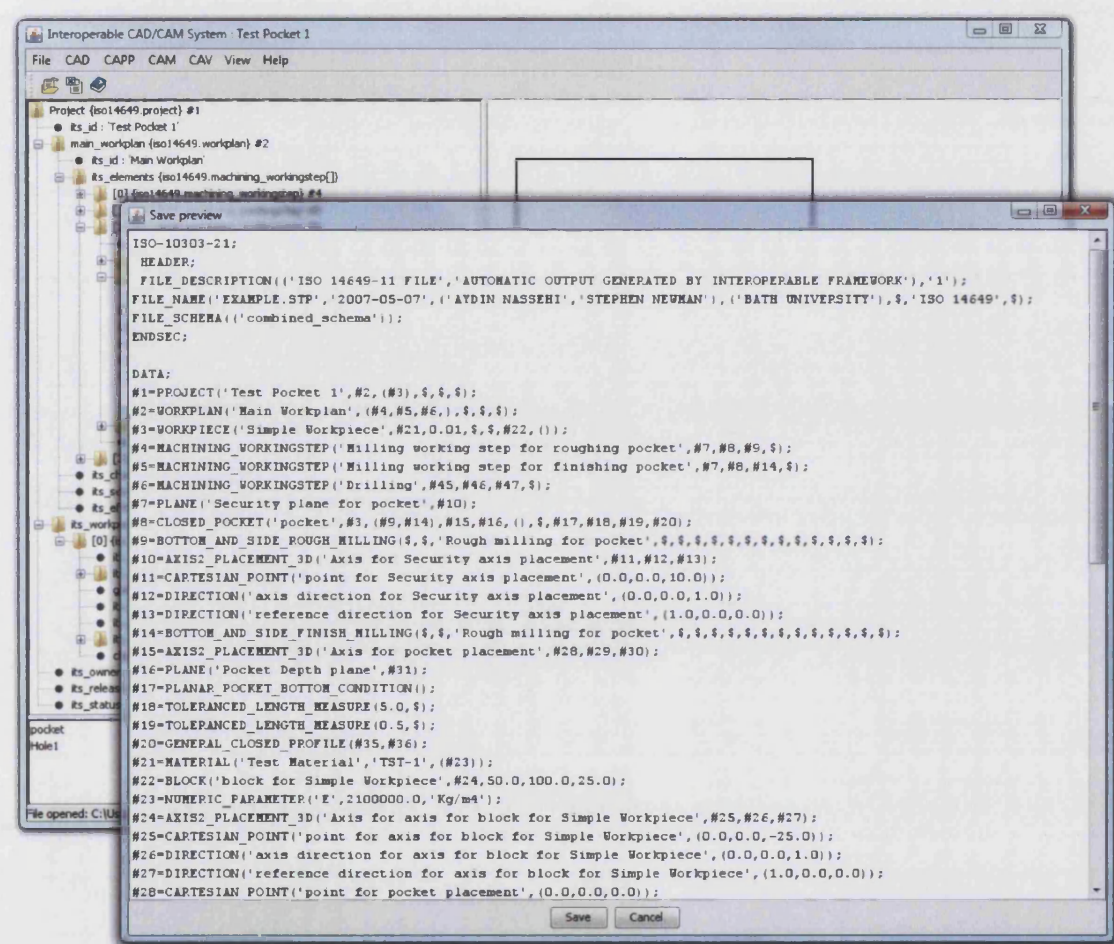 Interoperable CAD/CAM System : Test Pocket 1
File CAD CAPP CAM CAV View Help
Project {iso14649.project} #1
its_id : 'Test Pocket 1'
main_workplan {iso14649.workplan} #2
its_id : 'Main Workplan'
its_elements {iso14649.machining_workingstep[]}
[0] {iso14649.machining_workingstep} #4
its_workp
[0] {is
its_owner
its_releas
its_status
pocket
Hole1
File opened: C:\Us
Save preview
ISO-10303-21;
HEADER;
FILE_DESCRIPTION(('ISO 14649-11 FILE','AUTOMATIC OUTPUT GENERATED BY INTEROPERABLE FRAMEWORK'),'1');
FILE_NAME('EXAMPLE.STP','2007-05-07',('AYDIN NASSEHI','STEPHEN NEWMAN'),('BATH UNIVERSITY'),$,'ISO 14649',$);
FILE_SCHEMA(('combined_schema'));
ENDSEC;
DATA;
#1=PROJECT('Test Pocket 1',#2,(#3),$,$,$);
#2=WORKPLAN('Main Workplan',(#4,#5,#6,),$,$,$);
#3=WORKPIECE('Simple Workpiece',#21,0.01,$,$,#22,());
#4=MACHINING_WORKINGSTEP('Milling working step for roughing pocket',#7,#8,#9,$);
#5=MACHINING_WORKINGSTEP('Milling working step for finishing pocket',#7,#8,#14,$);
#6=MACHINING_WORKINGSTEP('Drilling',#45,#46,#47,$);
#7=PLANE('Security plane for pocket',#10);
#8=CLOSED_POCKET('pocket',#3,(#9,#14),#15,#16,(),$,#17,#18,#19,#20);
#9=BOTTOM_AND_SIDE_ROUGH_MILLING($,$,'Rough milling for pocket',$,$,$,$,$,$,$,$,$,$,$,$,$);
#10=AXIS2_PLACEMENT_3D('Axis for Security axis placement',#11,#12,#13);
#11=CARTESIAN_POINT('point for Security axis placement',(0.0,0.0,10.0));
#12=DIRECTION('axis direction for Security axis placement',(0.0,0.0,1.0));
#13=DIRECTION('reference direction for Security axis placement',(1.0,0.0,0.0));
#14=BOTTOM_AND_SIDE_FINISH_MILLING($,$,'Rough milling for pocket',$,$,$,$,$,$,$,$,$,$,$,$,$);
#15=AXIS2_PLACEMENT_3D('Axis for pocket placement',#28,#29,#30);
#16=PLANE('Pocket Depth plane',#31);
#17=PLANAR_POCKET_BOTTOM_CONDITION();
#18=TOLERANCED_LENGTH_MEASURE(5.0,$);
#19=TOLERANCED_LENGTH_MEASURE(0.5,$);
#20=GENERAL_CLOSED_PROFILE(#35,#36);
#21=MATERIAL('Test Material','TST-1',(#23));
#22=BLOCK('block for Simple Workpiece',#24,50.0,100.0,25.0);
#23=NUMERIC_PARAMETER('E',2100000.0,'Kg/m4');
#24=AXIS2_PLACEMENT_3D('Axis for axis for block for Simple Workpiece',#25,#26,#27);
#25=CARTESIAN_POINT('point for axis for block for Simple Workpiece',(0.0,0.0,-25.0));
#26=DIRECTION('axis direction for axis for block for Simple Workpiece',(0.0,0.0,1.0));
#27=DIRECTION('reference direction for axis for block for Simple Workpiece',(1.0,0.0,0.0));
#28=CARTESIAN_POINT('point for pocket placement',(0.0,0.0,0.0));
Save Cancel